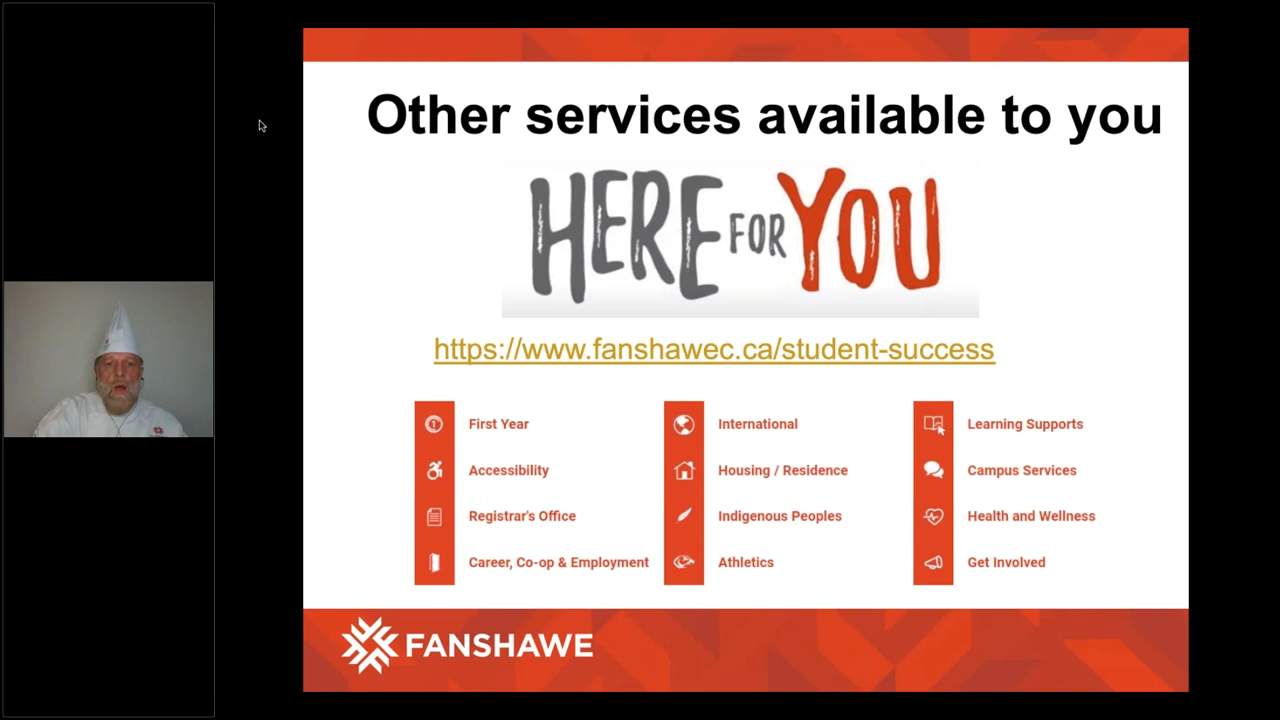 Other services available to you
HERE FOR YOU
https://www.fanshawec.ca/student-success
First Year
Accessibility
Registrar's Office
Career, Co-op & Employment
International
Housing / Residence
Indigenous Peoples
Athletics
Learning Supports
Campus Services
Health and Wellness
Get Involved
FANSHAWE